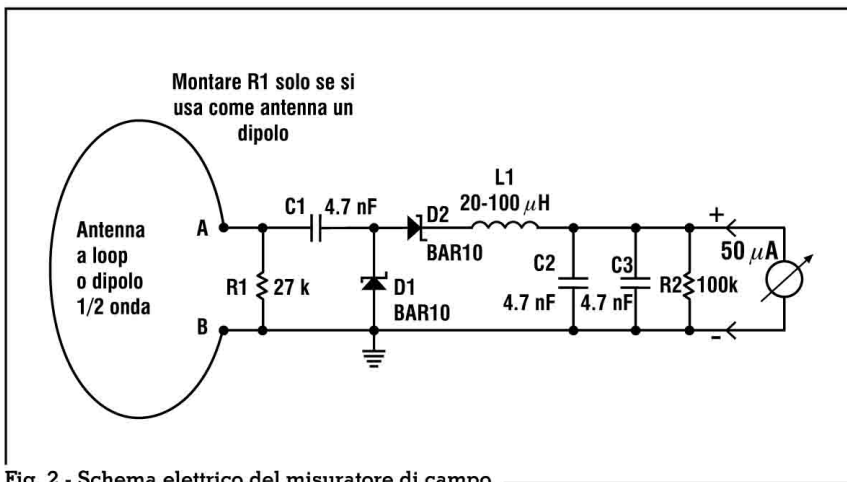 Montare R1 solo se si
usa come antenna un
dipolo
Antenna
a loop
o dipolo
1/2 onda
A
B
R1
27 k
C1
4.7 nF
D2
BAR10
D1
BAR10
L1
20-100 µH
C2
4.7 nF
C3
4.7 nF
R2
100k
+
50 µA
-
Fig. 2 - Schema elettrico del misuratore di campo